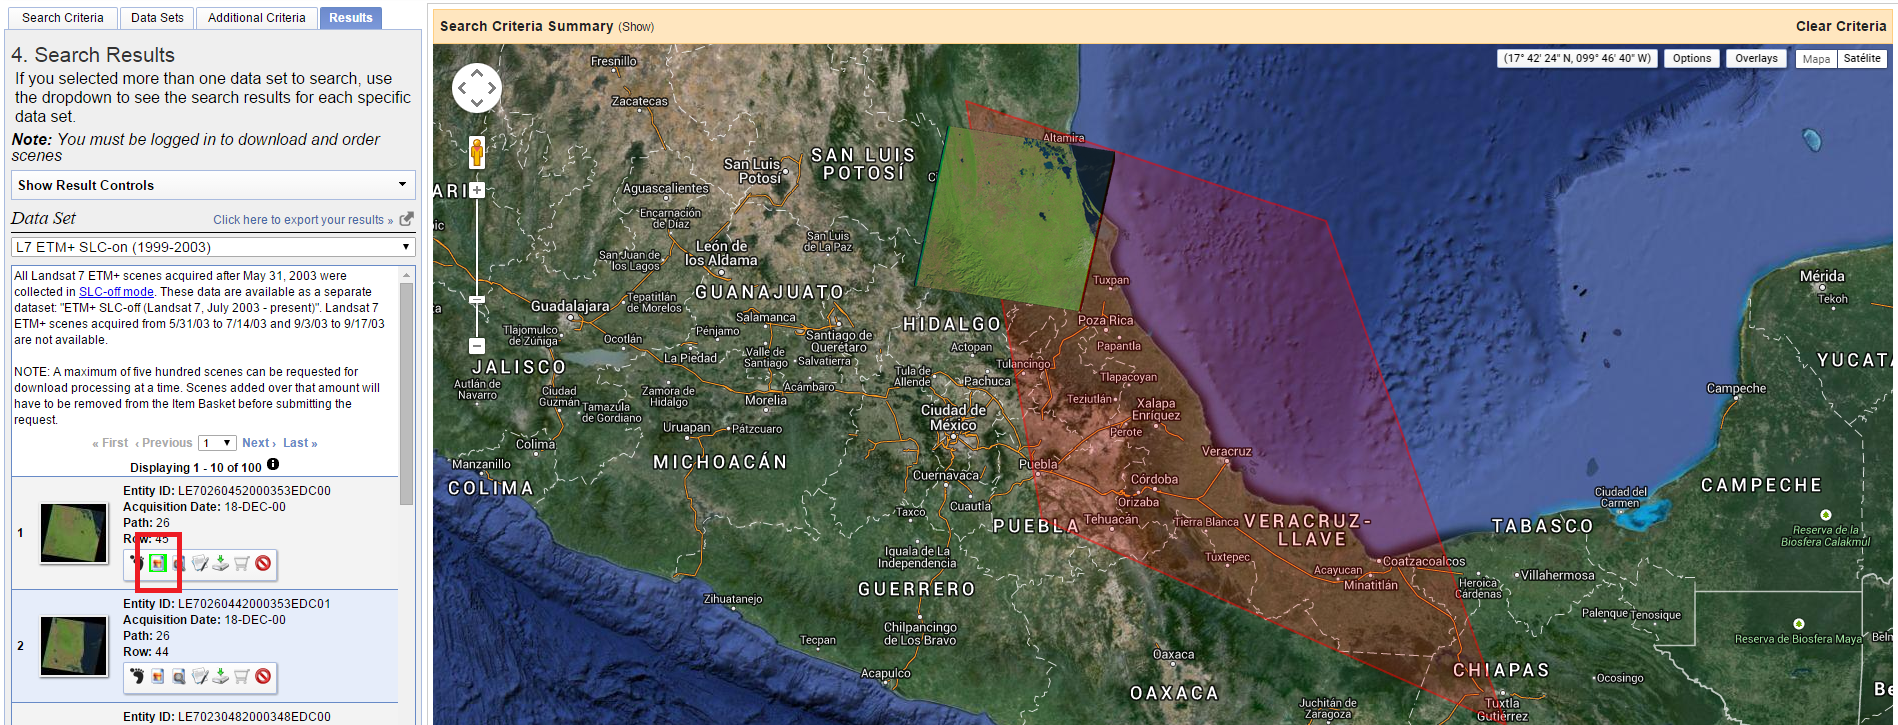 Search Criteria
Data Sets
Additional Criteria
Results
4. Search Results
If you selected more than one data set to search, use
the dropdown to see the search results for each specific
data set.
Note: You must be logged in to download and order
scenes
Show Result Controls
Data Set
Click here to export your results »
L7 ETM+ SLC-on (1999-2003)
All Landsat 7 ETM+ scenes acquired after May 31, 2003 were
collected in SLC-off mode. These data are available as a separate
dataset: "ETM+ SLC-off (Landsat 7, July 2003 - present)". Landsat 7
ETM+ scenes acquired from 5/31/03 to 7/14/03 and 9/3/03 to 9/17/03
are not available.
NOTE: A maximum of five hundred scenes can be requested for
download processing at a time. Scenes added over that amount will
have to be removed from the Item Basket before submitting the
request.
« First ‹ Previous 1 Next › Last »
Displaying 1 - 10 of 100
1
Entity ID: LE70260452000353EDC00
Acquisition Date: 18-DEC-00
Path: 26
Row: 45
2
Entity ID: LE70260442000353EDC01
Acquisition Date: 18-DEC-00
Path: 26
Row: 44
Entity ID: LE70230482000348EDC00
Search Criteria Summary (Show)
Clear Criteria
(17° 42' 24" N, 099° 46' 40" W)
Options
Overlays
Mapa
Satélite
Fresnillo
Zacatecas
Altamira
SAN LUIS
POTOSÍ
San Luis
Potosí
Aguascalientes
Encarnación
de Díaz
San Luis
de La Paz
León de
los Aldama
San Juan de
los Lagos
GUANAJUATO
Tepatitlán
de Morelos
Guadalajara
Salamanca
Tlajomulco
de Zúñiga
Ocotlán
Pénjamo
Santiago de
Querétaro
HIDALGO
Actopan
La Piedad
Valle de
Santiago
Salvatierra
JALISCO
Autlán de
Navarro
Ciudad
Guzmán
Zamora de
Hidalgo
Acámbaro
Tula de
Allende
Pachuca
Tulancingo
Tamazula
de Gordiano
Morelia
Ciudad de
México
Uruapan
Pátzcuaro
Colima
MICHOACÁN
Manzanillo
COLIMA
Cuernavaca
Cuautla
Taxco
Puebla
PUEBLA
Iguala de La
Independencia
GUERRERO
Zihuatanejo
Chilpancingo
de Los Bravo
Tecpan
Acapulco
Tuxpan
Poza Rica
Papantla
Tlapacoyan
Teziutlán
Xalapa
Enríquez
Perote
Veracruz
Córdoba
Orizaba
Tehuacán
Tierra Blanca
VERACRUZ-
LLAVE
Tuxtepec
Acayucan
Coatzacoalcos
Minatitlán
Heroica
Cárdenas
Villahermosa
TABASCO
Ciudad del
Carmen
CAMPECHE
Campeche
Mérida
Tekoh
Reserva de la
Biosfera Calakmul
Palenque
Tenosique
Reserva de Biosfera Maya
CHIAPAS
Ocosingo
Tuxtla
Gutiérrez
Oaxaca
OAXACA
Juchitán de
Zaragoza